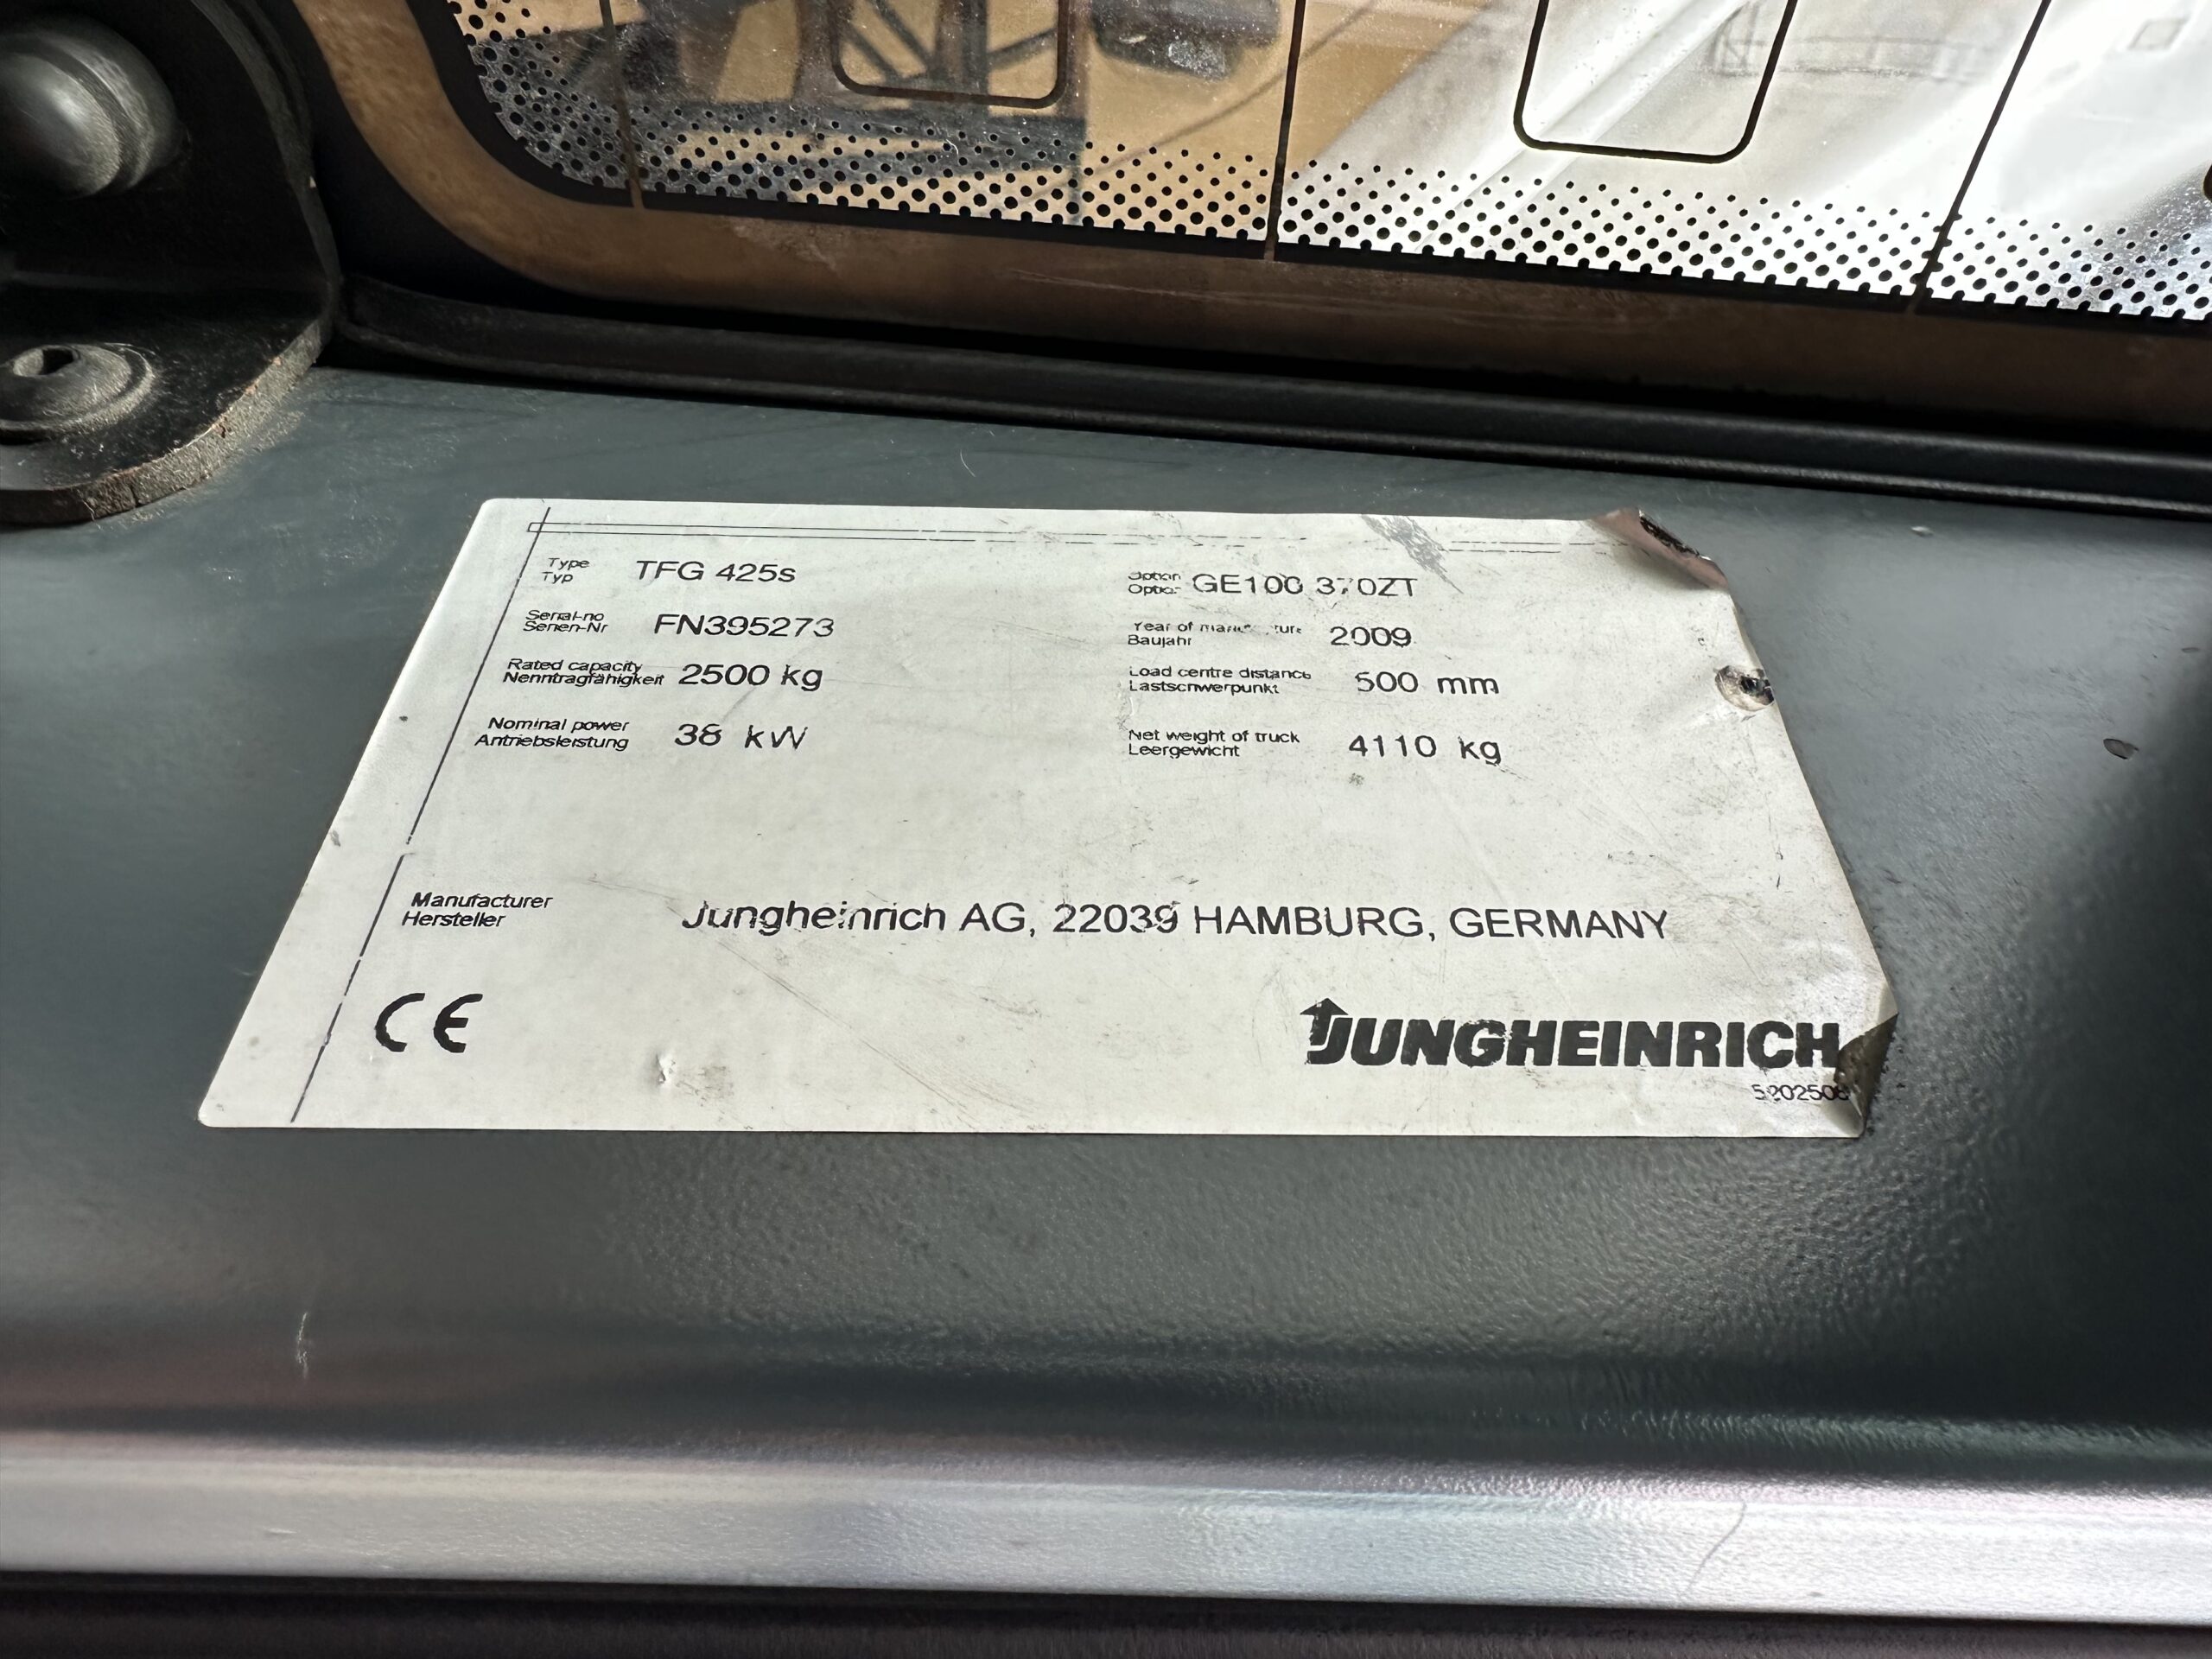 Type
Typ
TFG 425s
Option
Option
GE100 370ZT
Serial-no
Serien-Nr
FN395273
Year of manufacture
Baujahr
2009
Rated capacity
Nenntragfähigkeit
2500 kg
Load centre distance
Lastschwerpunkt
500 mm
Nominal power
Antriebsleistung
38 kW
Net weight of truck
Leergewicht
4110 kg
Manufacturer
Hersteller
Jungheinrich AG, 22039 HAMBURG, GERMANY
CE
JUNGHEINRICH